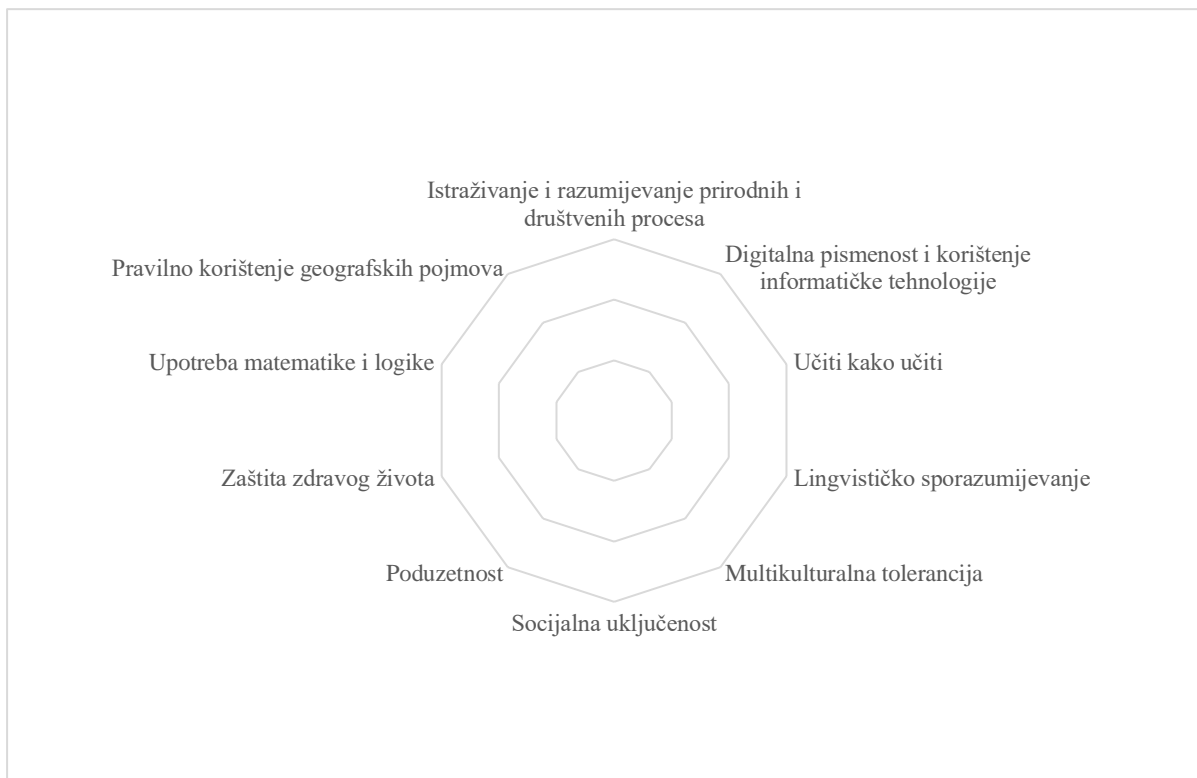 Istraživanje i razumijevanje prirodnih i
društvenih procesa
Digitalna pismenost i korištenje
informatičke tehnologije
Učiti kako učiti
Lingvističko sporazumijevanje
Multikulturalna tolerancija
Socijalna uključenost
Poduzetnost
Zaštita zdravog života
Upotreba matematike i logike
Pravilno korištenje geografskih pojmova